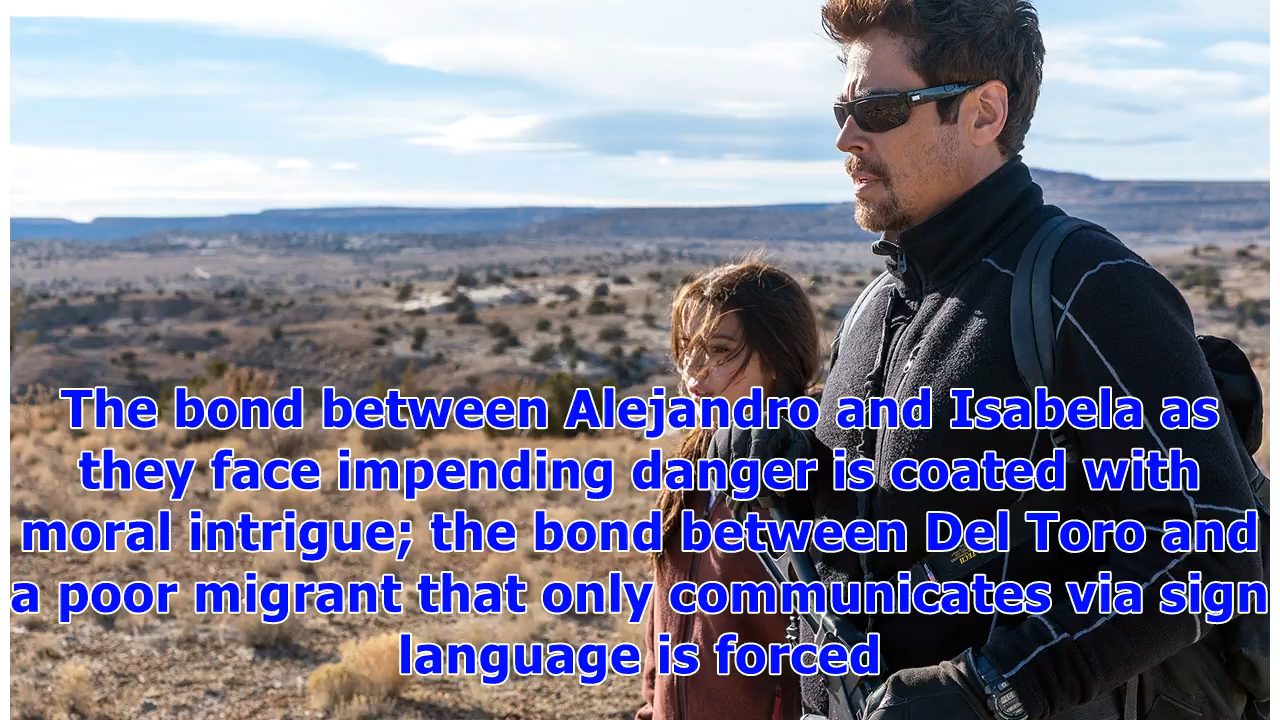 The bond between Alejandro and Isabela as
they face impending danger is coated with
moral intrigue; the bond between Del Toro and
a poor migrant that only communicates via sign
language is forced